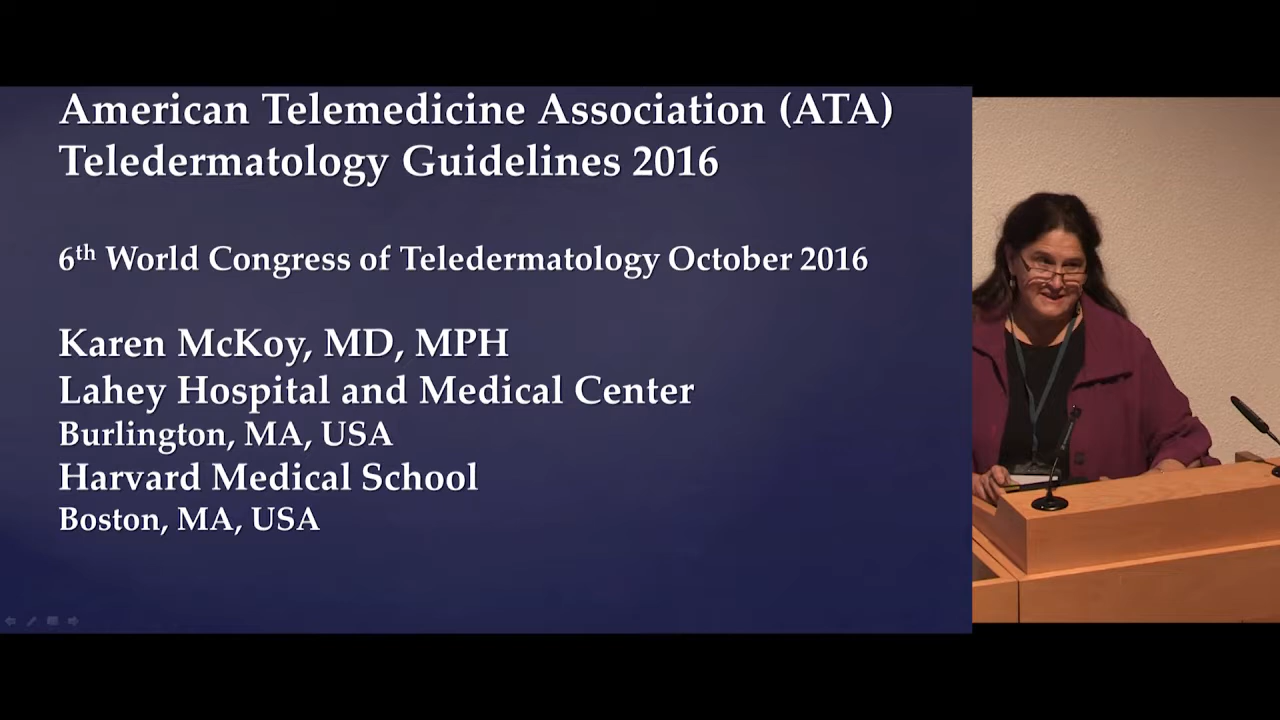 American Telemedicine Association (ATA)
Teledermatology Guidelines 2016
6th World Congress of Teledermatology October 2016
Karen McKoy, MD, MPH
Lahey Hospital and Medical Center
Burlington, MA, USA
Harvard Medical School
Boston, MA, USA